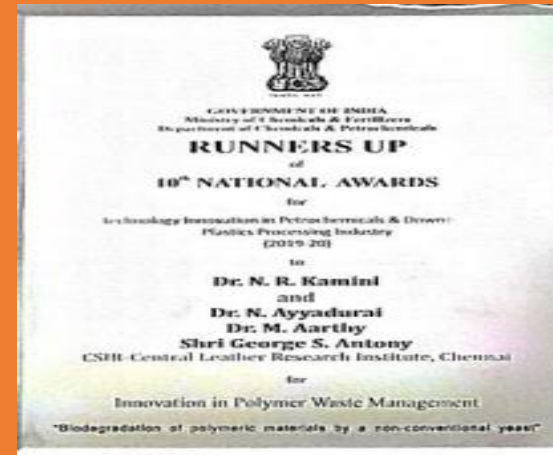 GOVERNMENT OF INDIA
Ministry of Chemicals & Fertilizers
Department of Chemicals & Petrochemicals
RUNNERS UP
of
10th NATIONAL AWARDS
for
Technology Innovation in Petrochemicals & Down
Plastics Processing Industry
(2019-20)
to
Dr. N. R. Kamini
and
Dr. N. Ayyadurai
Dr. M. Aarthy
Shri George S. Antony
CSIR-Central Leather Research Institute, Chennai
for
Innovation in Polymer Waste Management
"Biodegradation of polymeric materials by a non-conventional yeast"